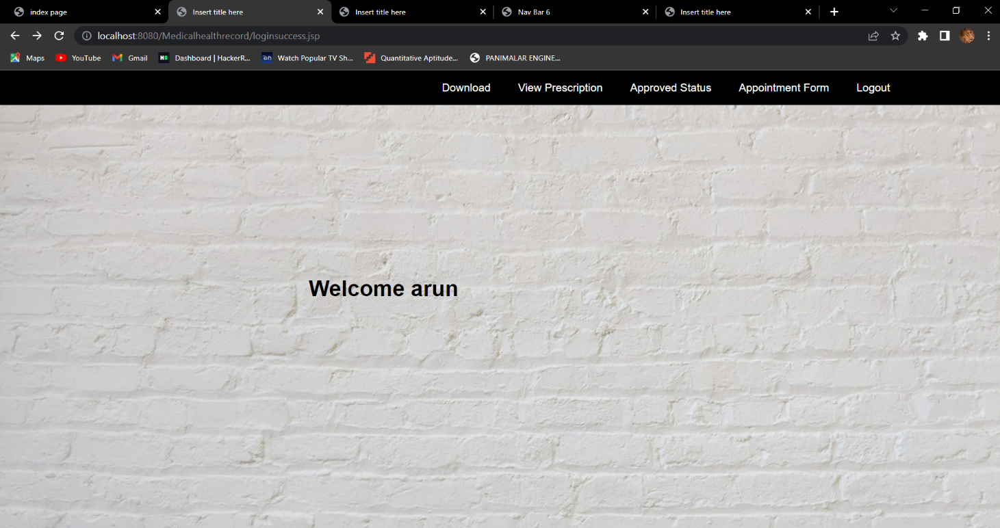 index page
Insert title here
Insert title here
Nav Bar 6
Insert title here
localhost:8080/Medicalhealthrecord/loginsuccess.jsp
Maps YouTube Gmail Dashboard | HackerR... Watch Popular TV Sh... Quantitative Aptitude... PANIMALAR ENGINE...
Download View Prescription Approved Status Appointment Form Logout
Welcome arun